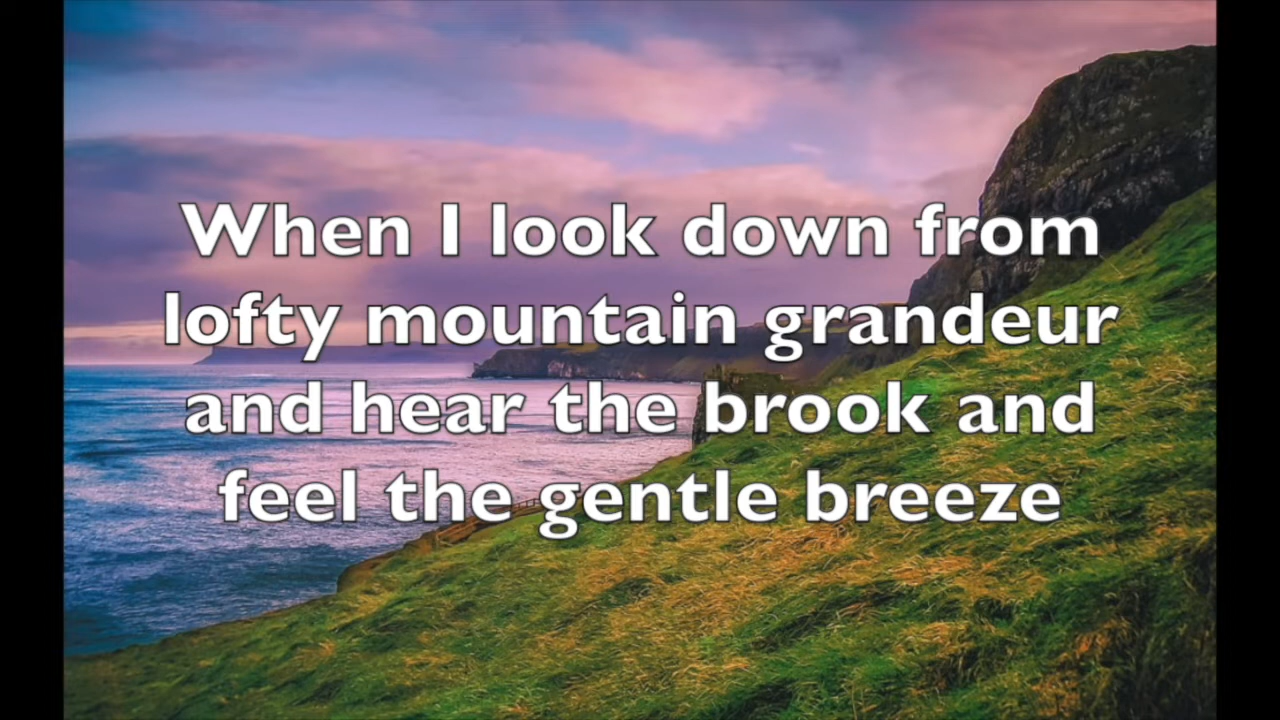 When I look down from
lofty mountain grandeur
and hear the brook and
feel the gentle breeze